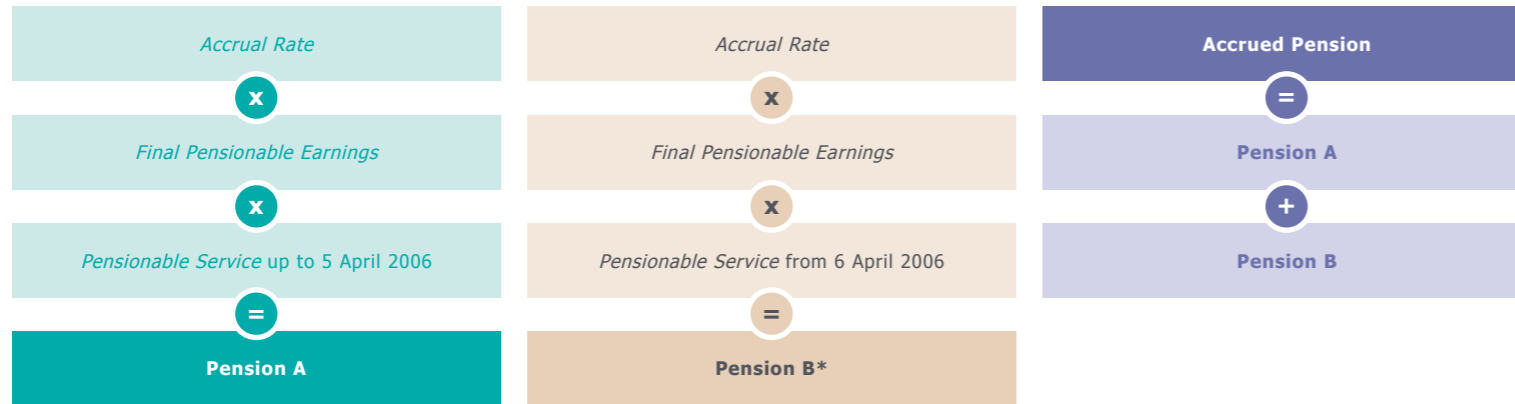 Accrual Rate
x
Final Pensionable Earnings
x
Pensionable Service up to 5 April 2006
=
Pension A
Accrual Rate
x
Final Pensionable Earnings
x
Pensionable Service from 6 April 2006
=
Pension B*
Accrued Pension
=
Pension A
+
Pension B